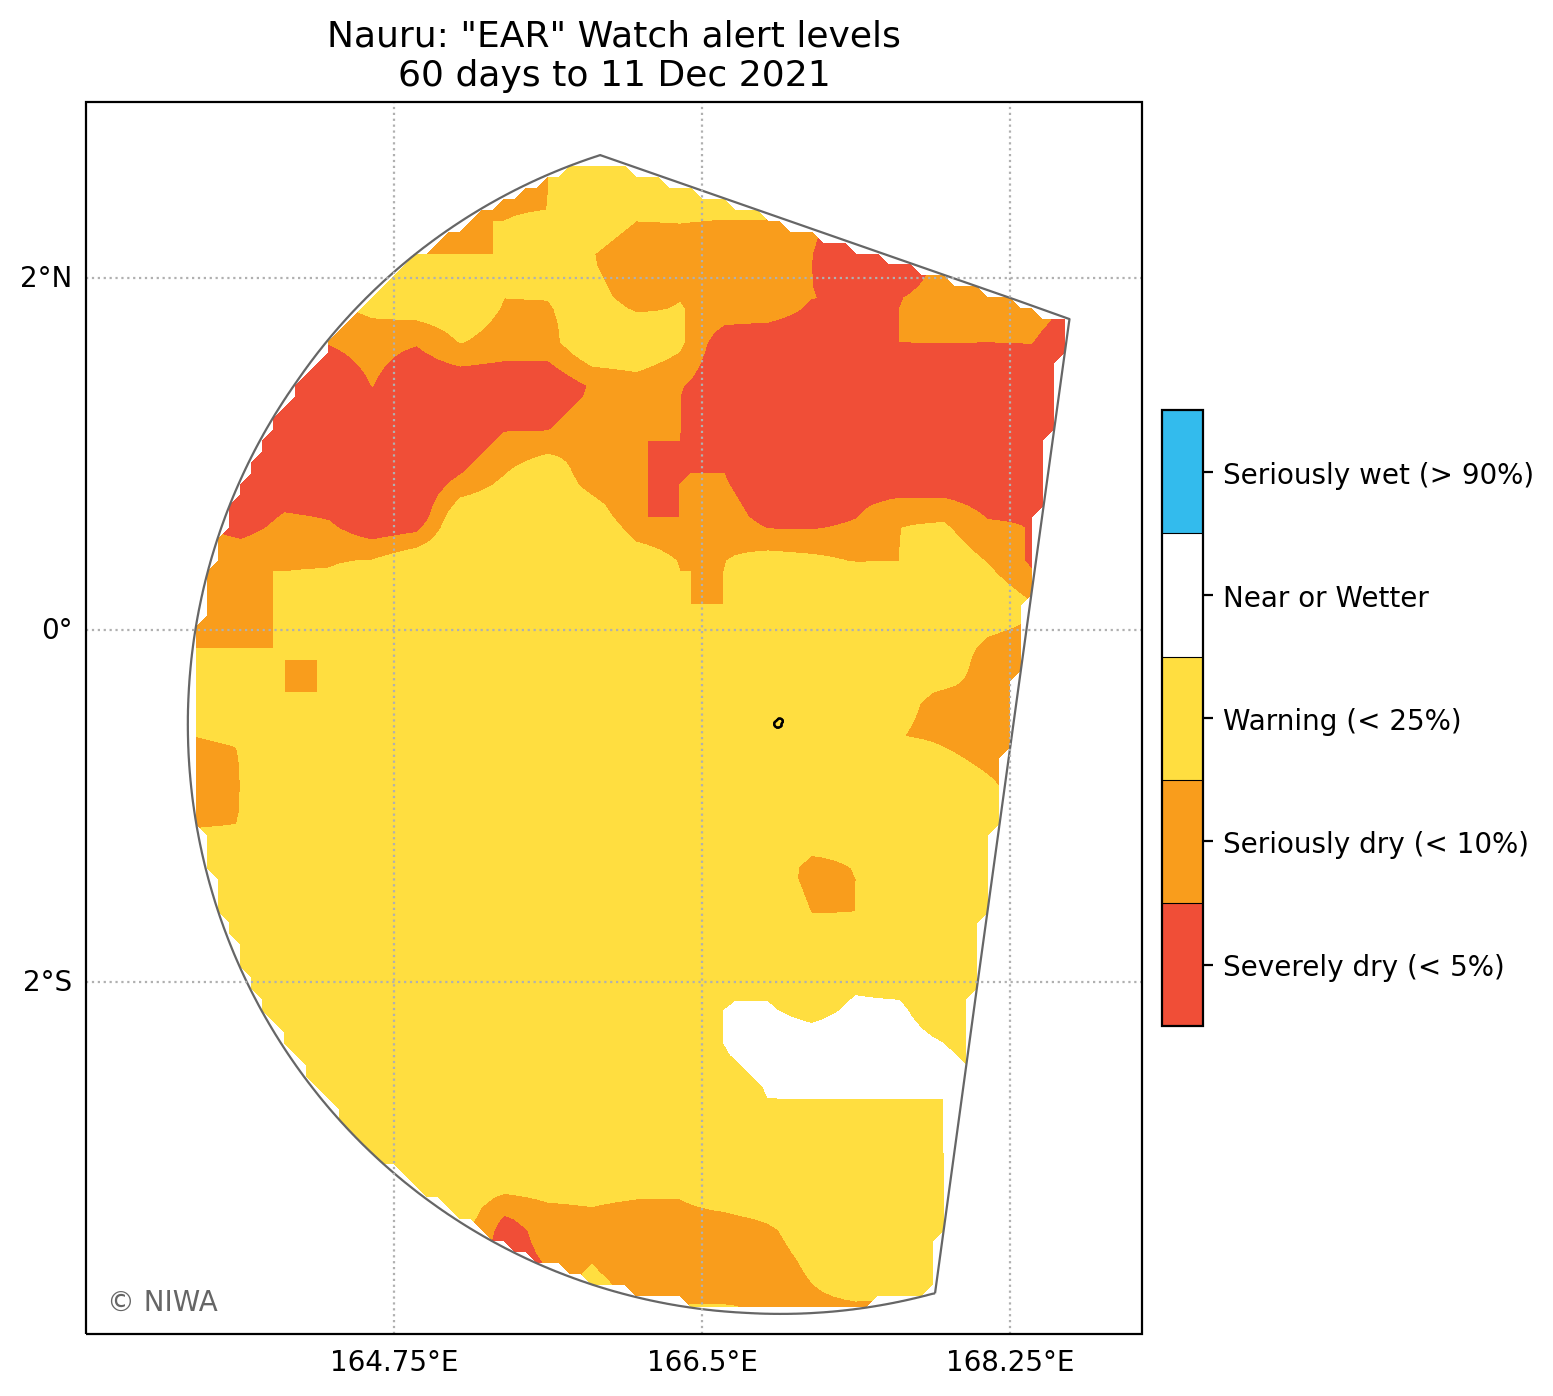 Nauru: "EAR" Watch alert levels
60 days to 11 Dec 2021
2°N
0°
2°S
164.75°E
166.5°E
168.25°E
Seriously wet (> 90%)
Near or Wetter
Warning (< 25%)
Seriously dry (< 10%)
Severely dry (< 5%)
© NIWA